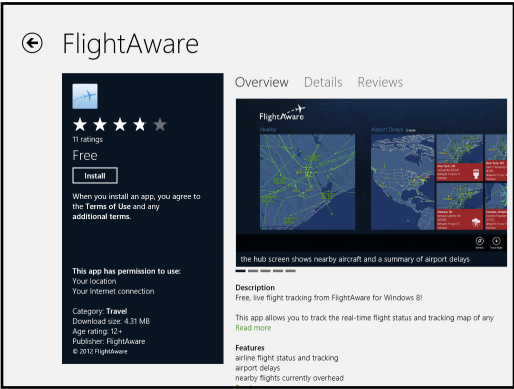 FlightAware
Overview Details Reviews
11 ratings
Free
Install
When you install an app, you agree to
the Terms of Use and any
additional terms.
This app has permission to use:
Your location
Your Internet connection
Category: Travel
Download size: 4.31 MB
Age rating: 12+
Publisher: FlightAware
© 2012 FlightAware
FlightAware
Nearby
Airport Delays
the hub screen shows nearby aircraft and a summary of airport delays
Description
Free, live flight tracking from FlightAware for Windows 8!
This app allows you to track the real-time flight status and tracking map of any
Read more
Features
airline flight status and tracking
airport delays
nearby flights currently overhead